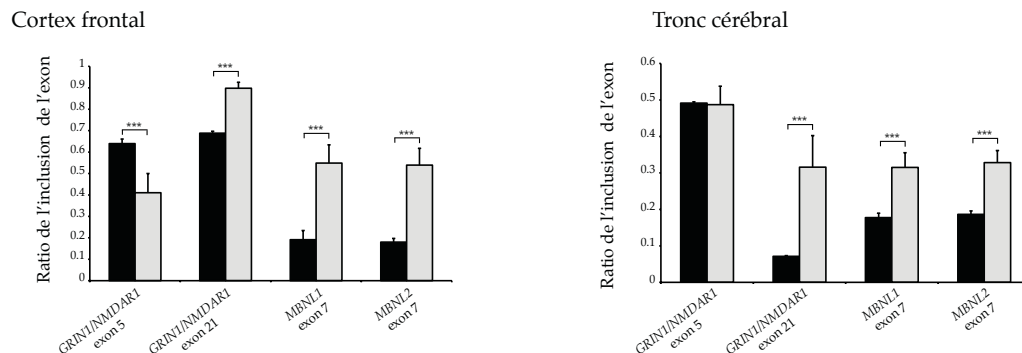 Cortex frontal
Ratio de l'inclusion de l'exon
1
0.9
0.8
0.7
0.6
0.5
0.4
0.3
0.2
0.1
0
***
***
***
***
GRIN1/NMDAR1
exon 5
GRIN1/NMDAR1
exon 21
MBNL1
exon 7
MBNL2
exon 7
Tronc cérébral
Ratio de l'inclusion de l'exon
0.6
0.5
0.4
0.3
0.2
0.1
0
***
***
***
GRIN1/NMDAR1
exon 5
GRIN1/NMDAR1
exon 21
MBNL1
exon 7
MBNL2
exon 7